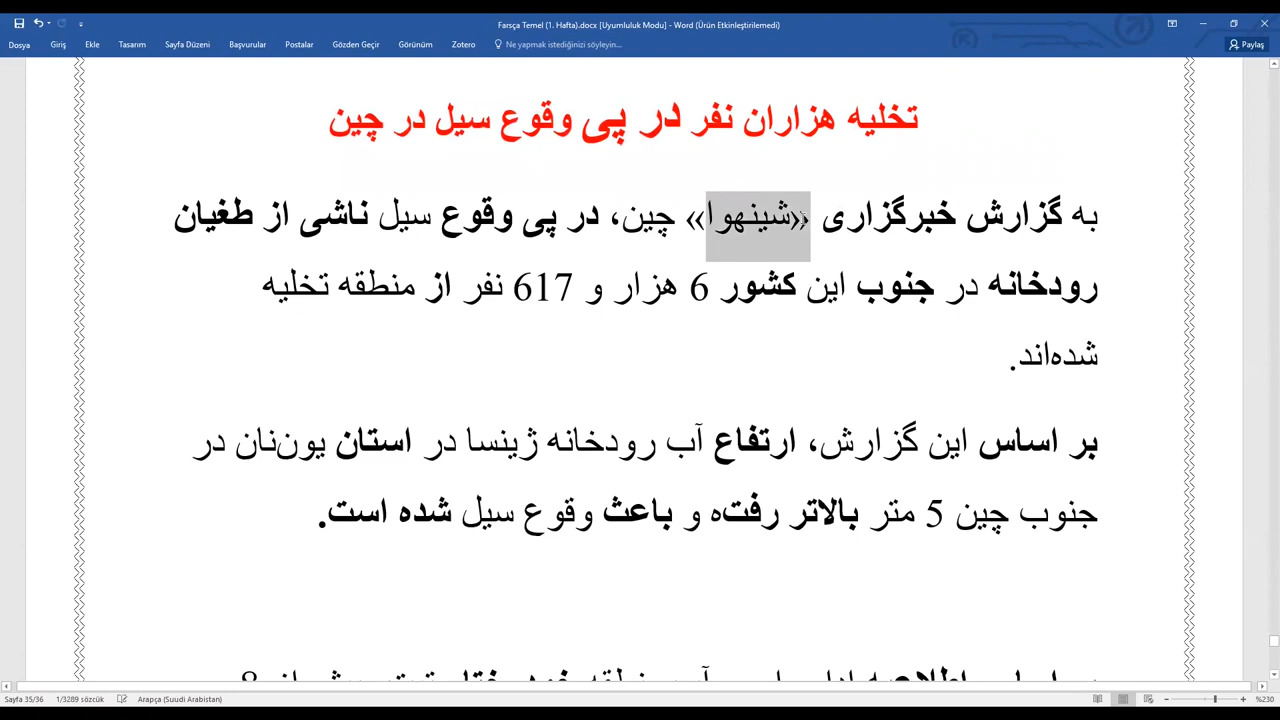 Farsça Temel (1. Hafta).docx [Uyumluluk Modu] - Word (Ürün Etkinleştirilemedi)
Dosya Giriş Ekle Tasarım Sayfa Düzeni Başvurular Postalar Gözden Geçir Görünüm Zotero Ne yapmak istediğinizi söyleyin... Paylaş
تخلیه هزاران نفر در پی وقوع سیل در چین
به گزارش خبرگزاری «شینهوا» چین، در پی وقوع سیل ناشی از طغیان
رودخانه در جنوب این کشور 6 هزار و 617 نفر از منطقه تخلیه
شده‌اند.
بر اساس این گزارش، ارتفاع آب رودخانه ژینسا در استان یون‌نان در
جنوب چین 5 متر بالاتر رفته و باعث وقوع سیل شده است.
Sayfa 35/36 1/3289 sözcük Arapça (Suudi Arabistan) %230